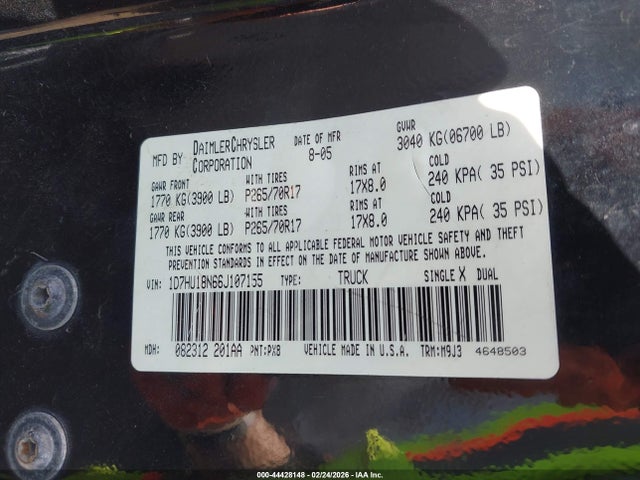 MFD BY DAIMLERCHRYSLER CORPORATION DATE OF MFR 8-05 GVWR 3040 KG(06700 LB)
GAWR FRONT WITH TIRES RIMS AT COLD
1770 KG(3900 LB) P265/70R17 17X8.0 240 KPA( 35 PSI)
GAWR REAR WITH TIRES RIMS AT COLD
1770 KG(3900 LB) P265/70R17 17X8.0 240 KPA( 35 PSI)
THIS VEHICLE CONFORMS TO ALL APPLICABLE FEDERAL MOTOR VEHICLE SAFETY AND THEFT
PREVENTION STANDARDS IN EFFECT ON THE DATE OF MANUFACTURE SHOWN ABOVE.
VIN: 1D7HU18N66J107155 TYPE: TRUCK SINGLE X DUAL
MDH: 082312 201AA PNT:PX8 VEHICLE MADE IN U.S.A. TRM:M9J3 4648503
000-44428148 - 02/24/2026 - IAA Inc.